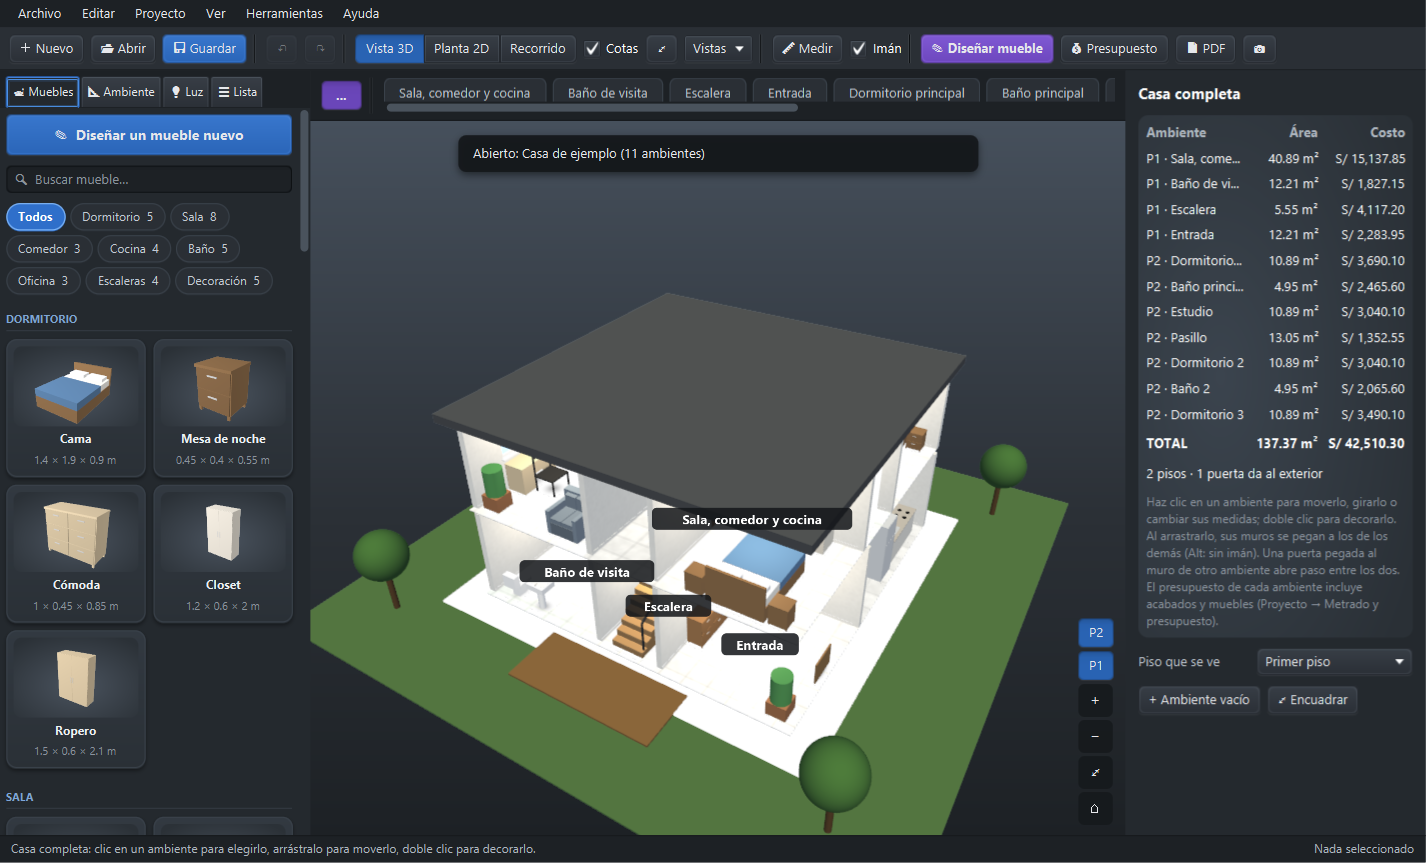 Archivo Editar Proyecto Ver Herramientas Ayuda
+ Nuevo Abrir Guardar Vista 3D Planta 2D Recorrido Cotas Vistas Medir Imán Diseñar mueble Presupuesto PDF
Muebles Ambiente Luz Lista
... Sala, comedor y cocina Baño de visita Escalera Entrada Dormitorio principal Baño principal
Diseñar un mueble nuevo
Buscar mueble...
Todos Dormitorio 5 Sala 8
Comedor 3 Cocina 4 Baño 5
Oficina 3 Escaleras 4 Decoración 5
DORMITORIO
Cama
1.4 × 1.9 × 0.9 m
Mesa de noche
0.45 × 0.4 × 0.55 m
Cómoda
1 × 0.45 × 0.85 m
Closet
1.2 × 0.6 × 2 m
Ropero
1.5 × 0.6 × 2.1 m
SALA
Abierto: Casa de ejemplo (11 ambientes)
Sala, comedor y cocina
Baño de visita
Escalera
Entrada
P2
P1
+
−
Casa completa
Ambiente Área Costo
P1 · Sala, come... 40.89 m² S/ 15,137.85
P1 · Baño de vi... 12.21 m² S/ 1,827.15
P1 · Escalera 5.55 m² S/ 4,117.20
P1 · Entrada 12.21 m² S/ 2,283.95
P2 · Dormitorio... 10.89 m² S/ 3,690.10
P2 · Baño princi... 4.95 m² S/ 2,465.60
P2 · Estudio 10.89 m² S/ 3,040.10
P2 · Pasillo 13.05 m² S/ 1,352.55
P2 · Dormitorio 2 10.89 m² S/ 3,040.10
P2 · Baño 2 4.95 m² S/ 2,065.60
P2 · Dormitorio 3 10.89 m² S/ 3,490.10
TOTAL 137.37 m² S/ 42,510.30
2 pisos · 1 puerta da al exterior
Haz clic en un ambiente para moverlo, girarlo o
cambiar sus medidas; doble clic para decorarlo.
Al arrastrarlo, sus muros se pegan a los de los
demás (Alt: sin imán). Una puerta pegada al
muro de otro ambiente abre paso entre los dos.
El presupuesto de cada ambiente incluye
acabados y muebles (Proyecto → Metrado y
presupuesto).
Piso que se ve Primer piso
+ Ambiente vacío Encuadrar
Casa completa: clic en un ambiente para elegirlo, arrástralo para moverlo, doble clic para decorarlo.
Nada seleccionado